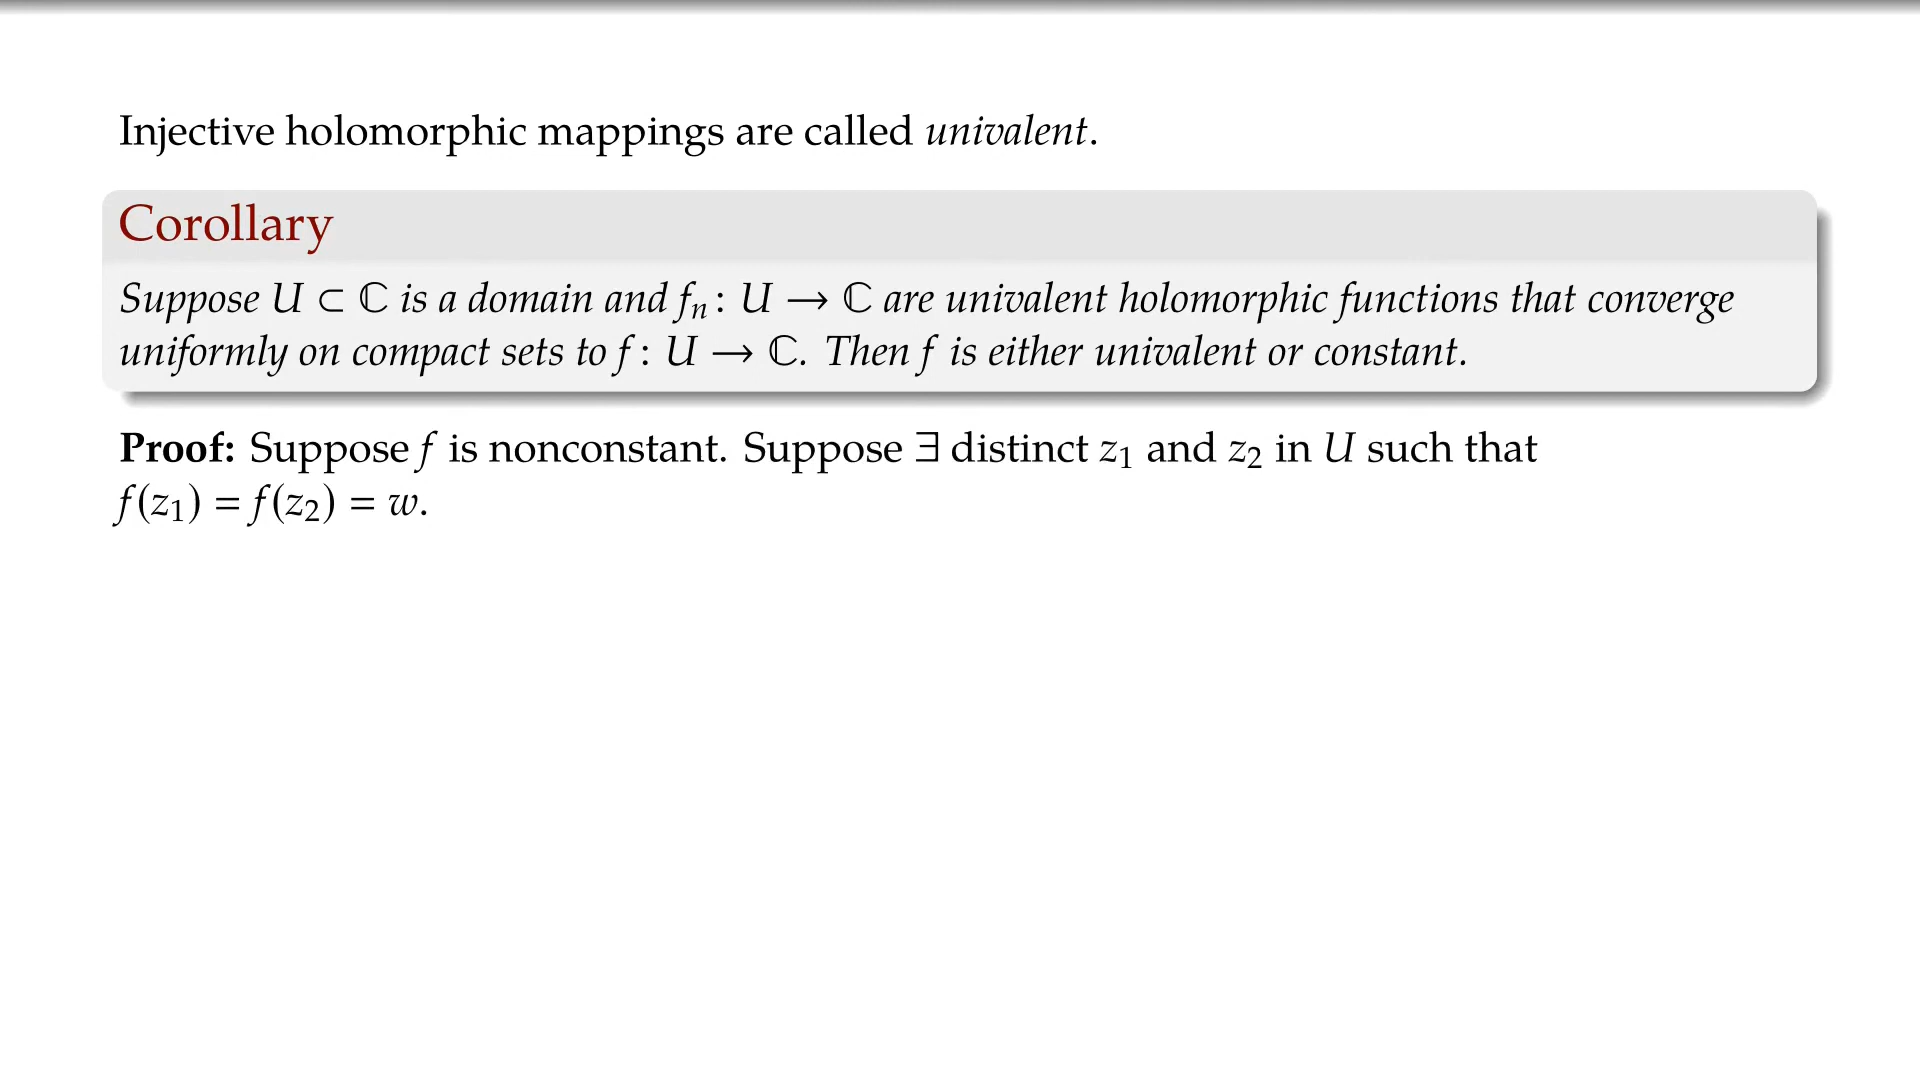 Injective holomorphic mappings are called univalent.
Corollary
Suppose U ⊂ ℂ is a domain and fₙ : U → ℂ are univalent holomorphic functions that converge
uniformly on compact sets to f : U → ℂ. Then f is either univalent or constant.
Proof: Suppose f is nonconstant. Suppose ∃ distinct z₁ and z₂ in U such that
f(z₁) = f(z₂) = w.